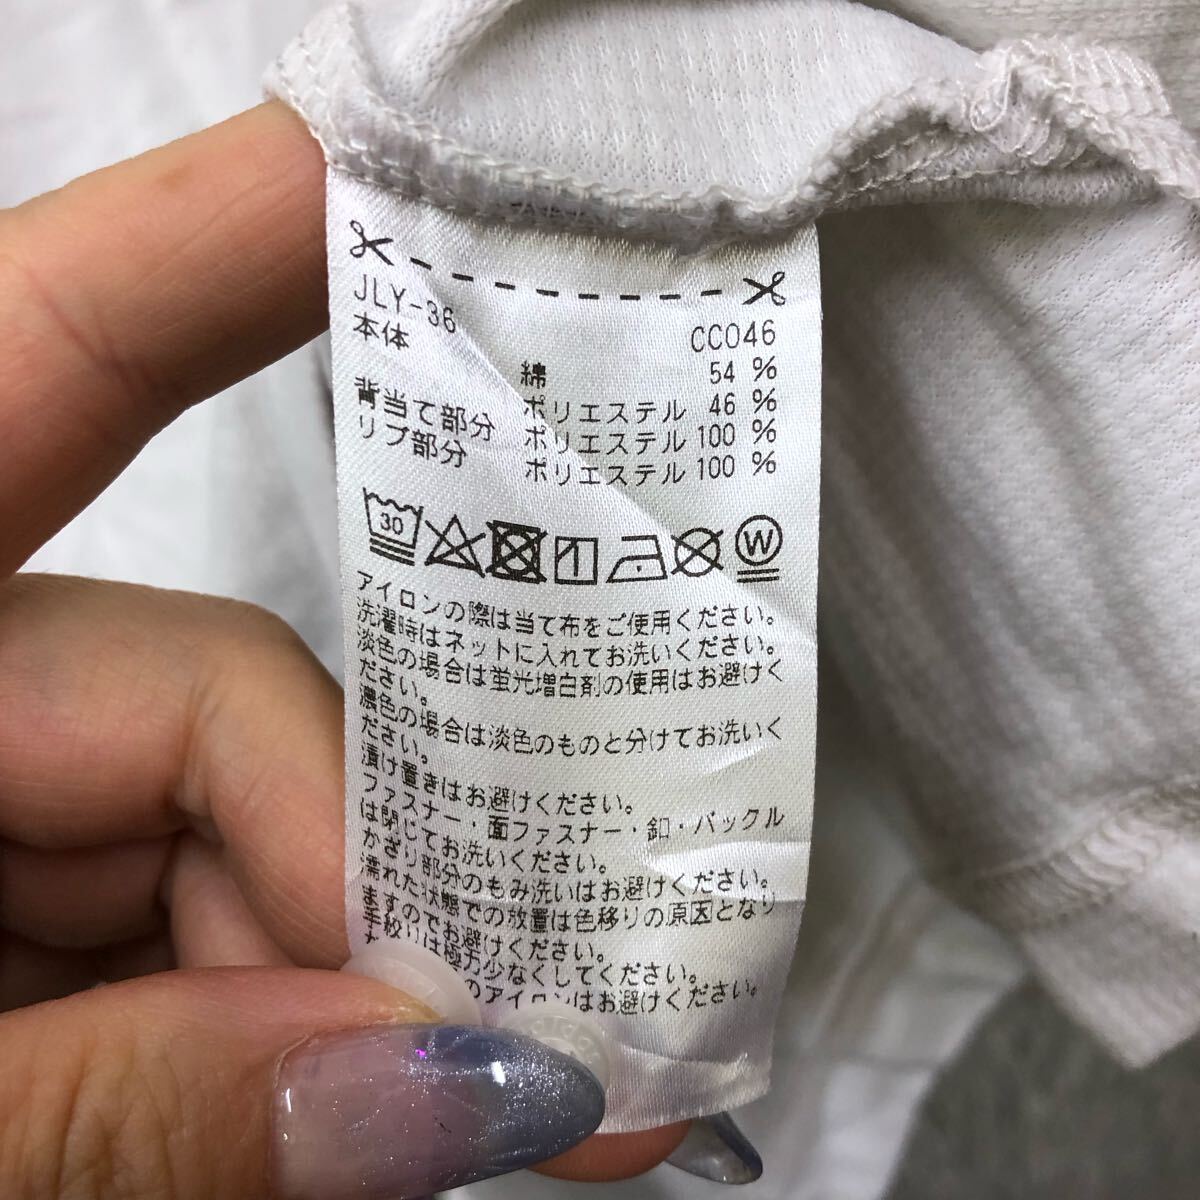 JLY-36 CC046
本体 綿 54 %
ポリエステル 46 %
背当て部分 ポリエステル 100 %
リブ部分 ポリエステル 100 %
30
W
アイロンの際は当て布をご使用ください。
洗濯時はネットに入れてお洗いください。
淡色の場合は蛍光増白剤の使用はお避けく
ださい。
濃色の場合は淡色のものと分けてお洗いく
ださい。
漬け置きはお避けください。
ファスナー・面ファスナー・釦・バックル
は閉じてお洗いください。
かざり部分のもみ洗いはお避けください。
濡れた状態での放置は色移りの原因となり
ますのでお避けください。
手絞りは極力少なくしてください。
のアイロンはお避けください。